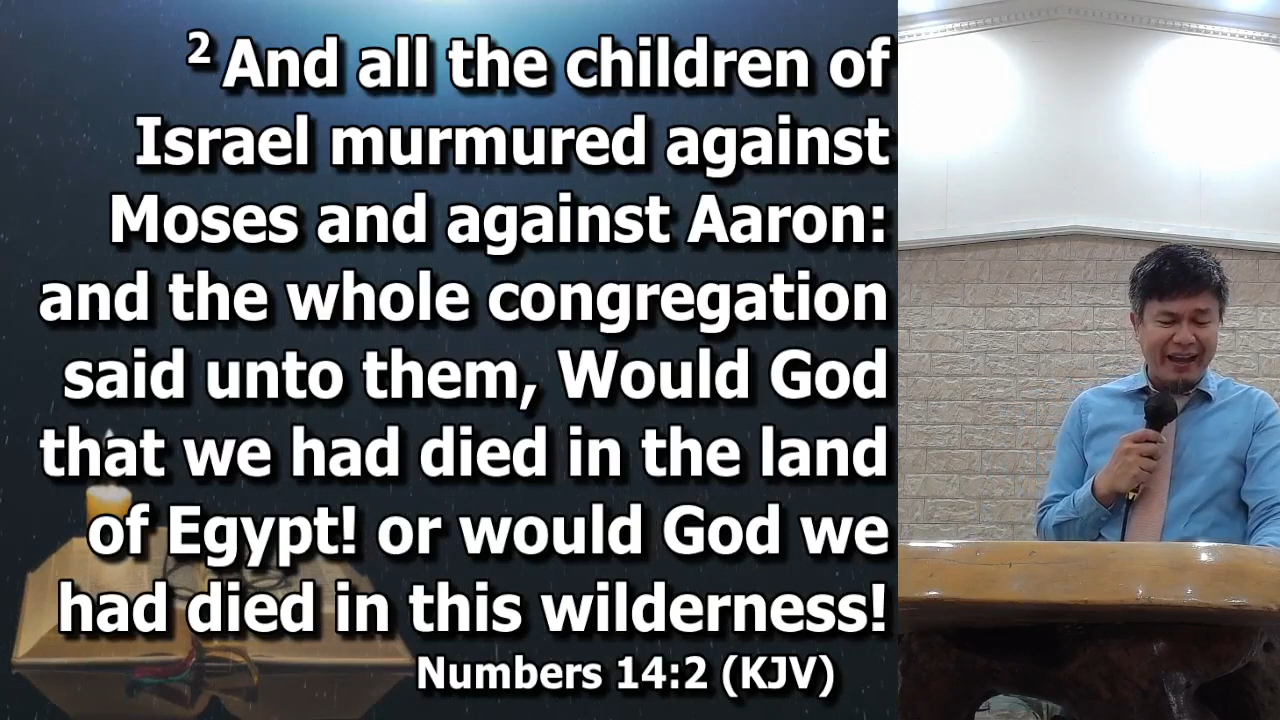 2 And all the children of
Israel murmured against
Moses and against Aaron:
and the whole congregation
said unto them, Would God
that we had died in the land
of Egypt! or would God we
had died in this wilderness!
Numbers 14:2 (KJV)